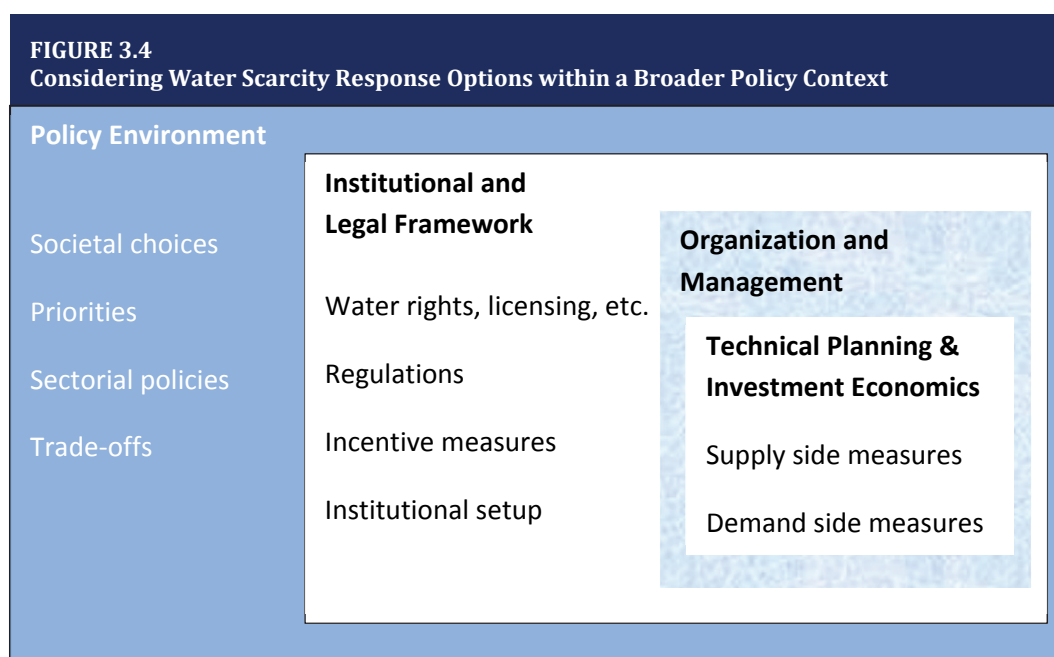 FIGURE 3.4
Considering Water Scarcity Response Options within a Broader Policy Context
Policy Environment
Societal choices
Priorities
Sectorial policies
Trade-offs
Institutional and
Legal Framework
Water rights, licensing, etc.
Regulations
Incentive measures
Institutional setup
Organization and
Management
Technical Planning &
Investment Economics
Supply side measures
Demand side measures